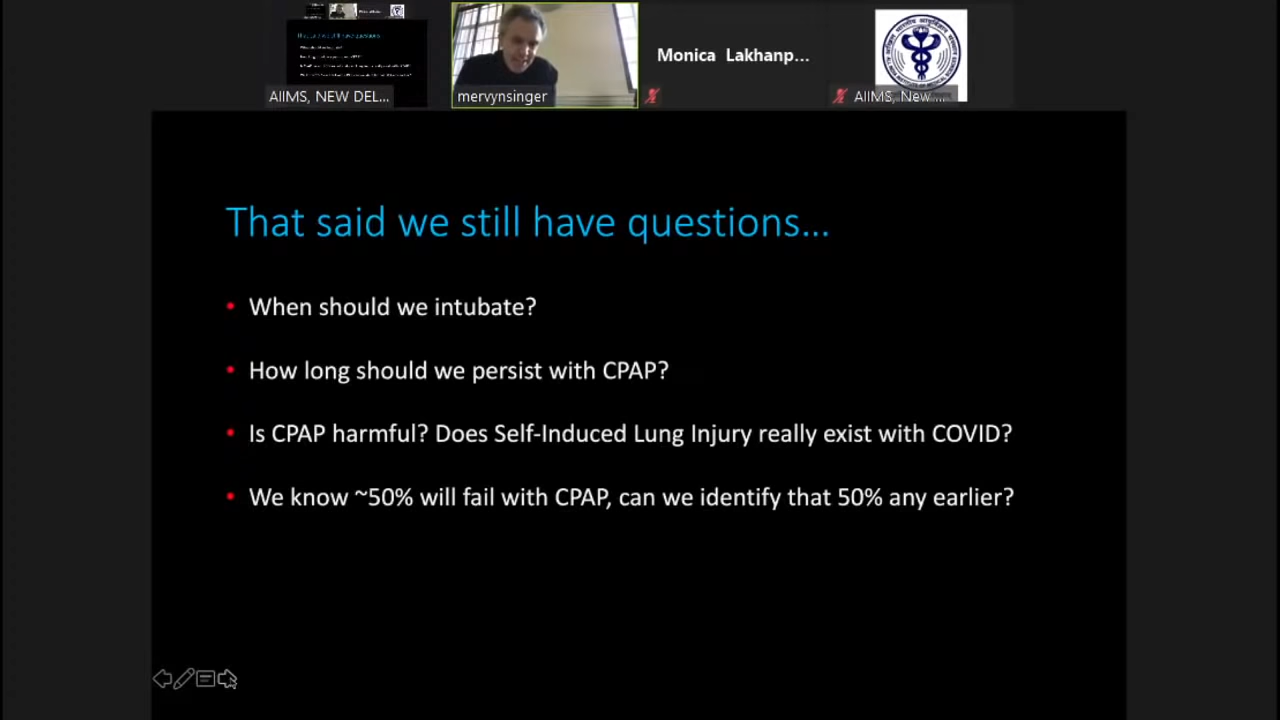 AIIMS, NEW DEL...
mervynsinger
Monica Lakhanp...
AIIMS, New ...
That said we still have questions...
• When should we intubate?
• How long should we persist with CPAP?
• Is CPAP harmful? Does Self-Induced Lung Injury really exist with COVID?
• We know ~50% will fail with CPAP, can we identify that 50% any earlier?